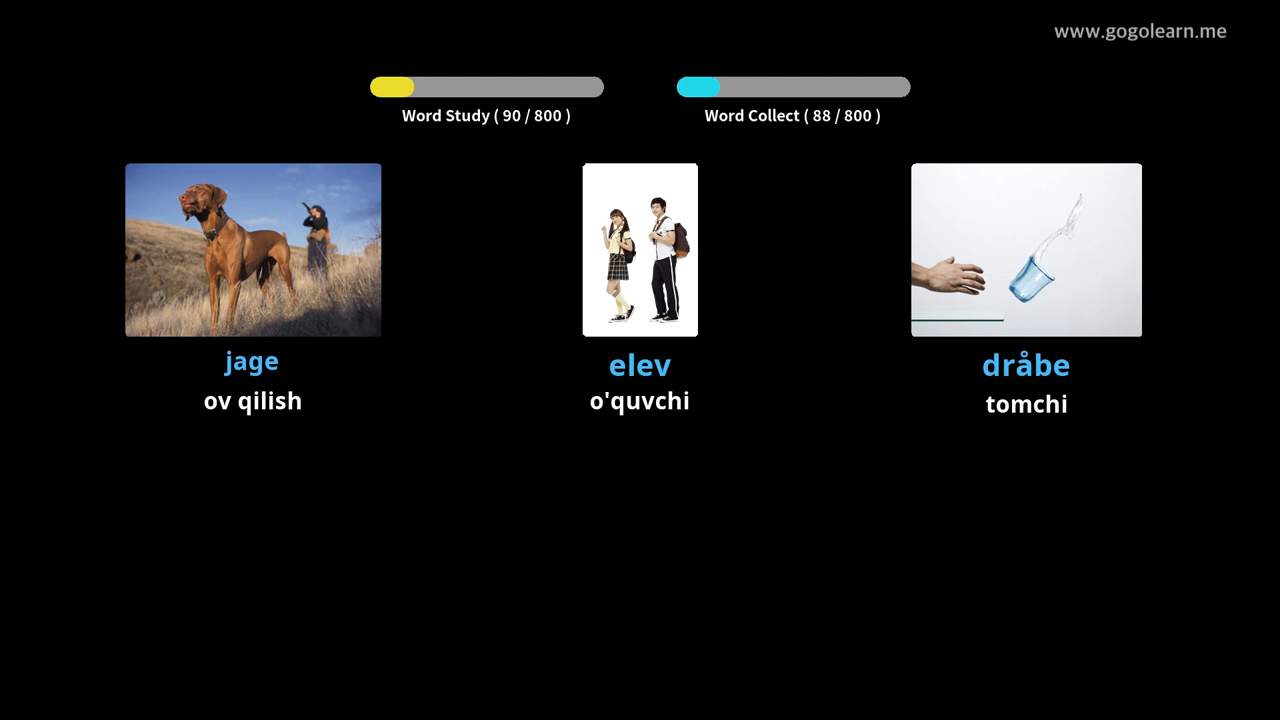 www.gogolearn.me
Word Study ( 90 / 800 )
Word Collect ( 88 / 800 )
jage
elev
dråbe
ov qilish
o'quvchi
tomchi